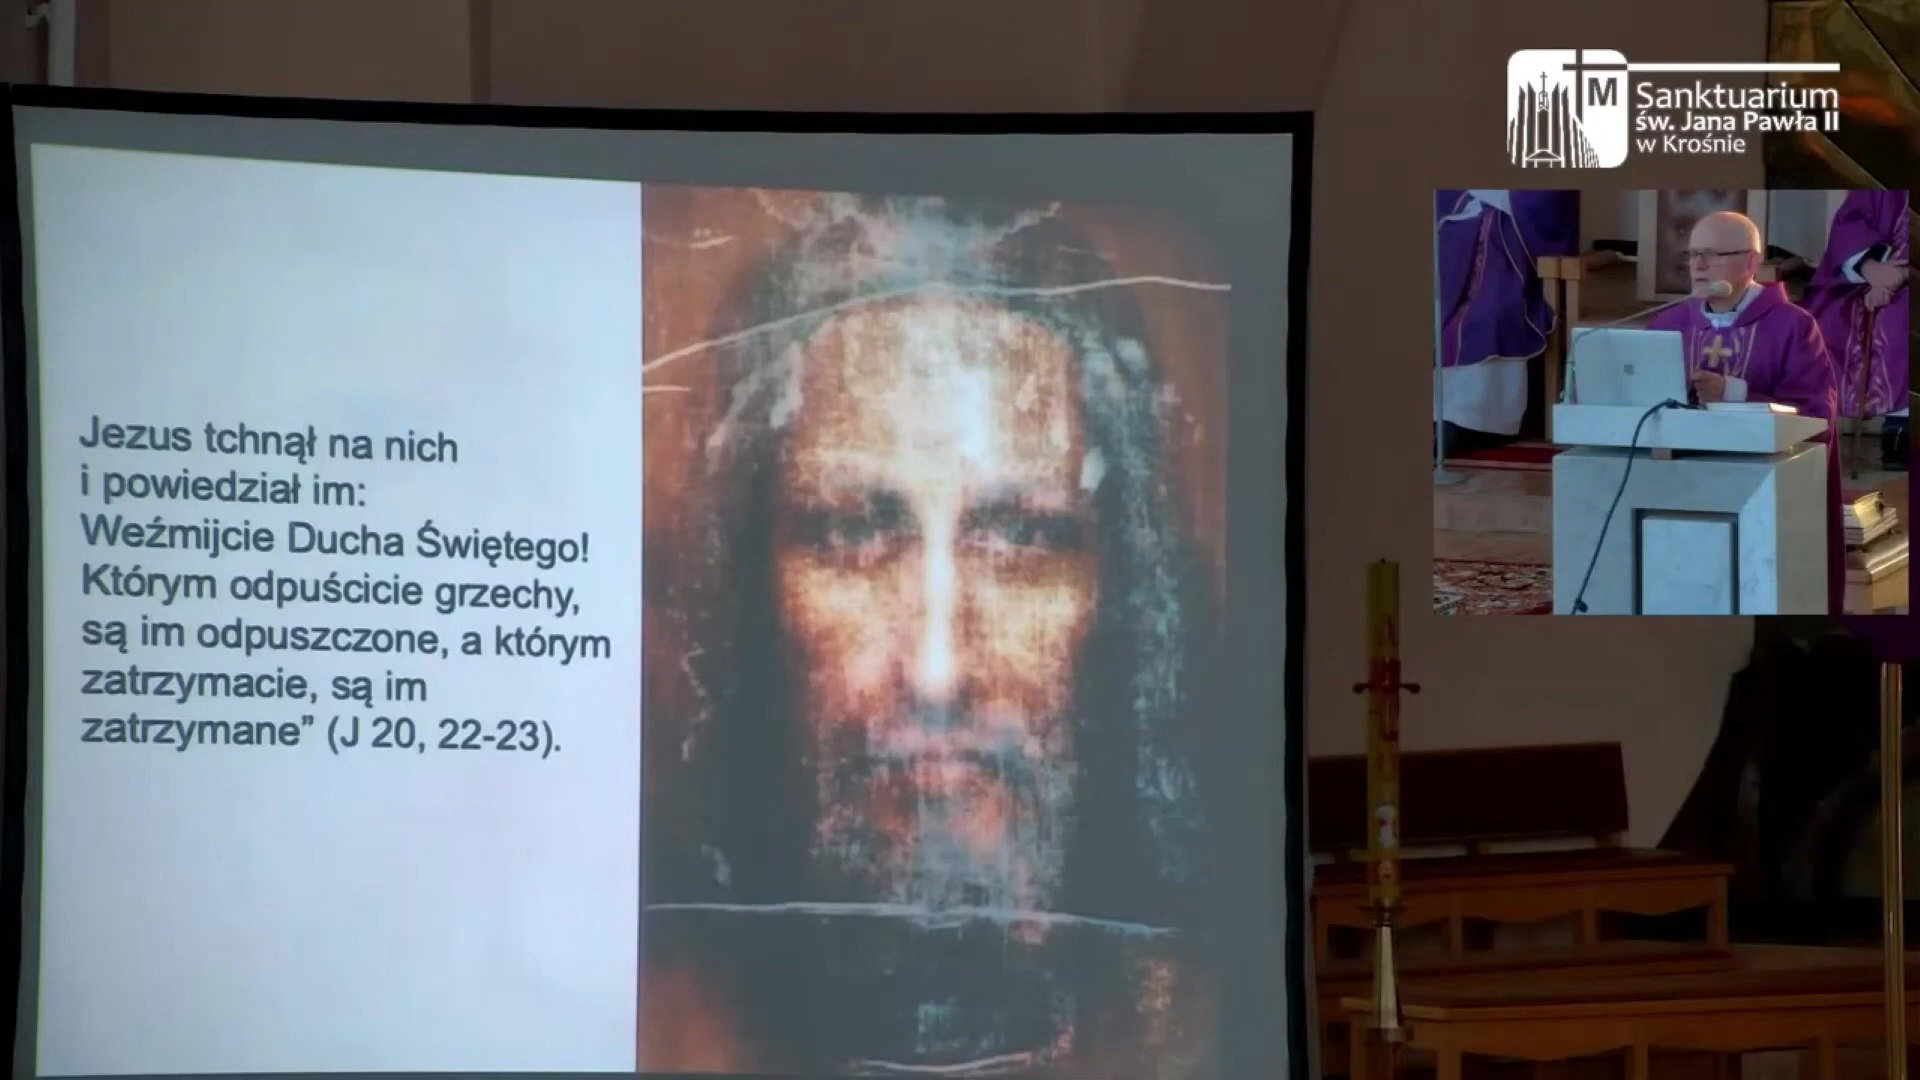 Jezus tchnął na nich
i powiedział im:
Weźmijcie Ducha Świętego!
Którym odpuścicie grzechy,
są im odpuszczone, a którym
zatrzymacie, są im
zatrzymane” (J 20, 22-23).
M
Sanktuarium
św. Jana Pawła II
w Krośnie